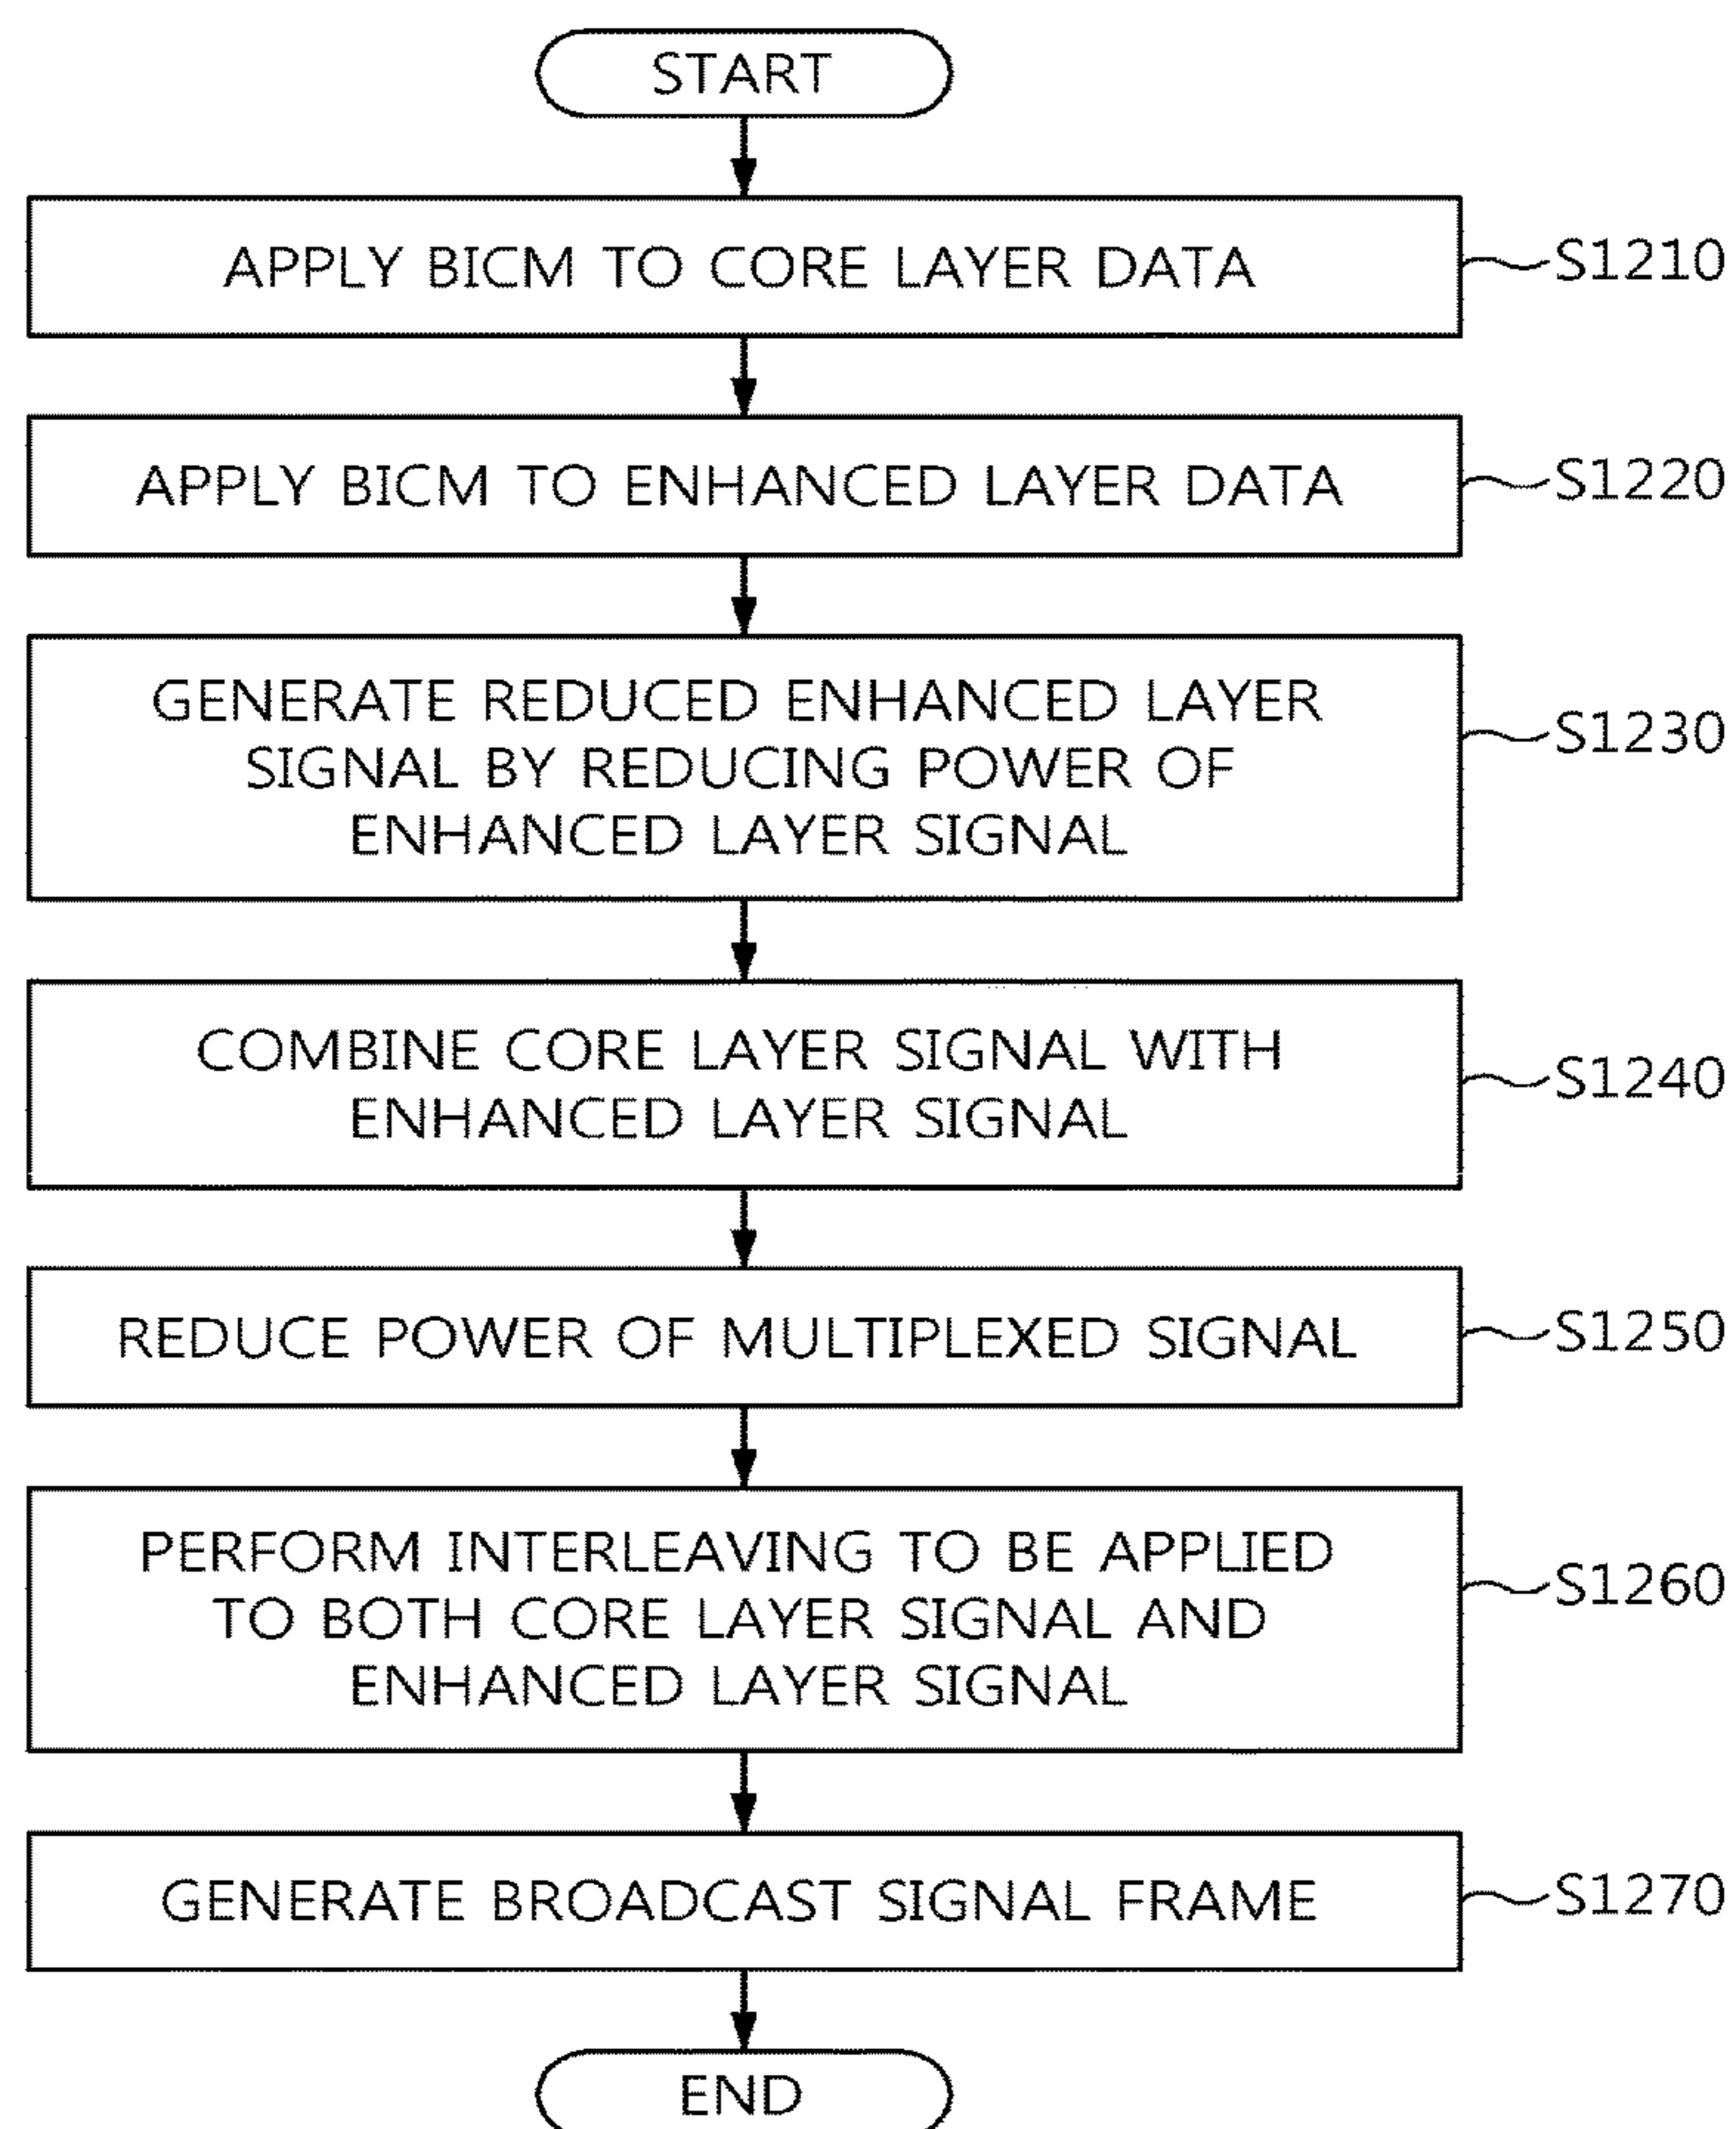 START
APPLY BICM TO CORE LAYER DATA
S1210
APPLY BICM TO ENHANCED LAYER DATA
S1220
GENERATE REDUCED ENHANCED LAYER
SIGNAL BY REDUCING POWER OF
ENHANCED LAYER SIGNAL
S1230
COMBINE CORE LAYER SIGNAL WITH
ENHANCED LAYER SIGNAL
S1240
REDUCE POWER OF MULTIPLEXED SIGNAL
S1250
PERFORM INTERLEAVING TO BE APPLIED
TO BOTH CORE LAYER SIGNAL AND
ENHANCED LAYER SIGNAL
S1260
GENERATE BROADCAST SIGNAL FRAME
S1270
END